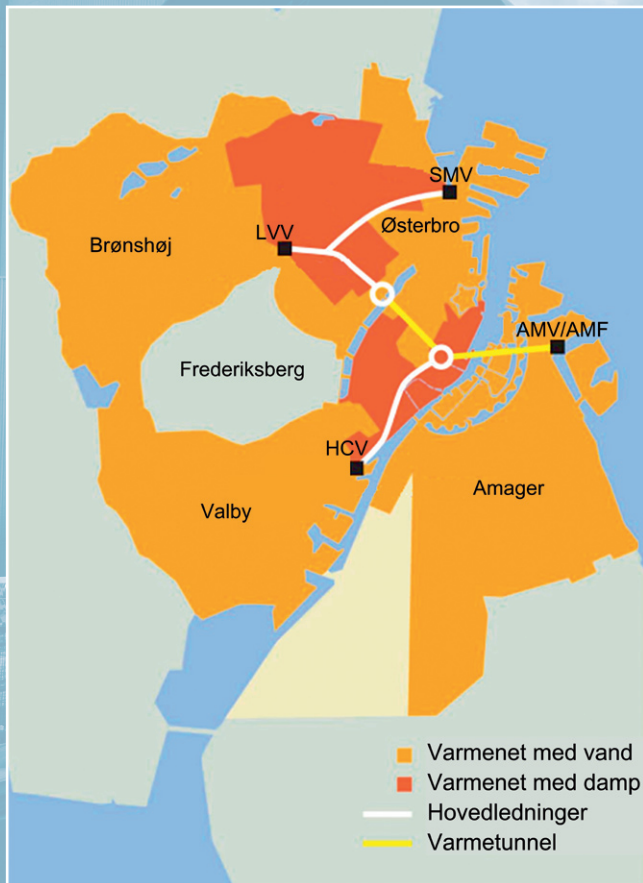 SMV
Østerbro
LVV
Brønshøj
AMV/AMF
Frederiksberg
HCV
Amager
Valby
Varmenet med vand
Varmenet med damp
Hovedledninger
Varmetunnel